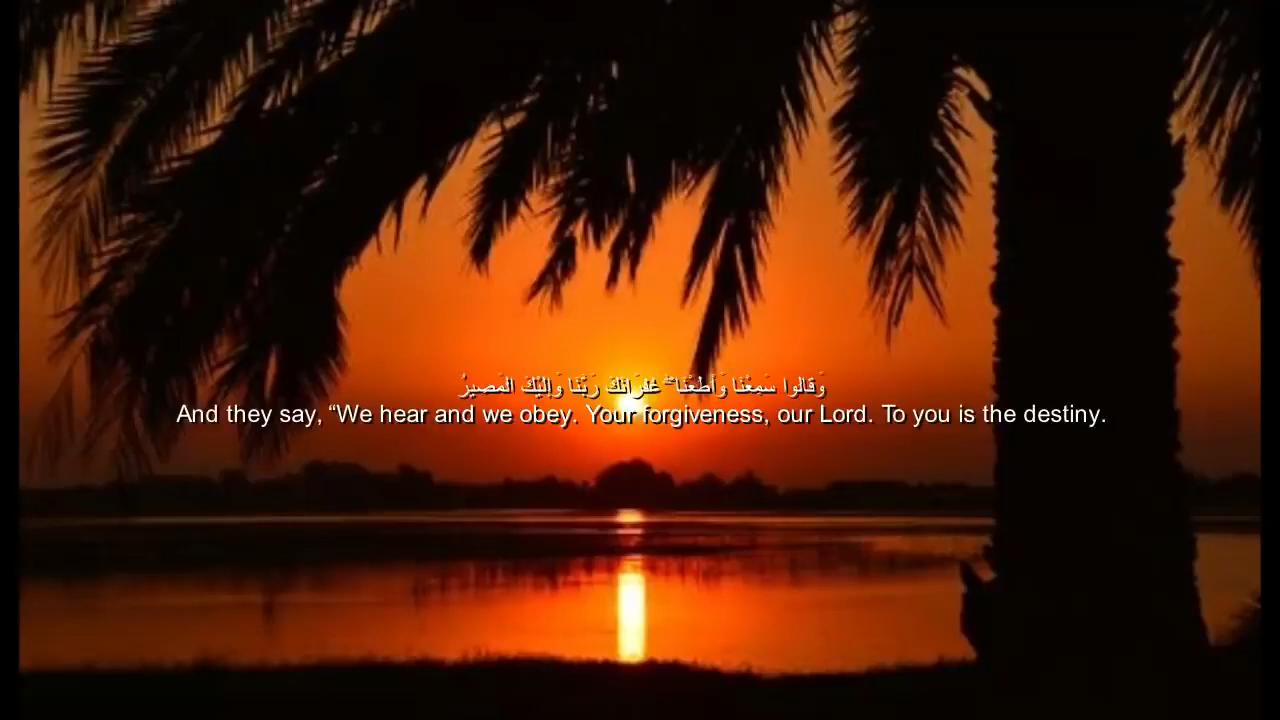 وَقَالُوا سَمِعْنَا وَأَطَعْنَا ۖ غُفْرَانَكَ رَبَّنَا وَإِلَيْكَ الْمَصِيرُ
And they say, “We hear and we obey. Your forgiveness, our Lord. To you is the destiny.